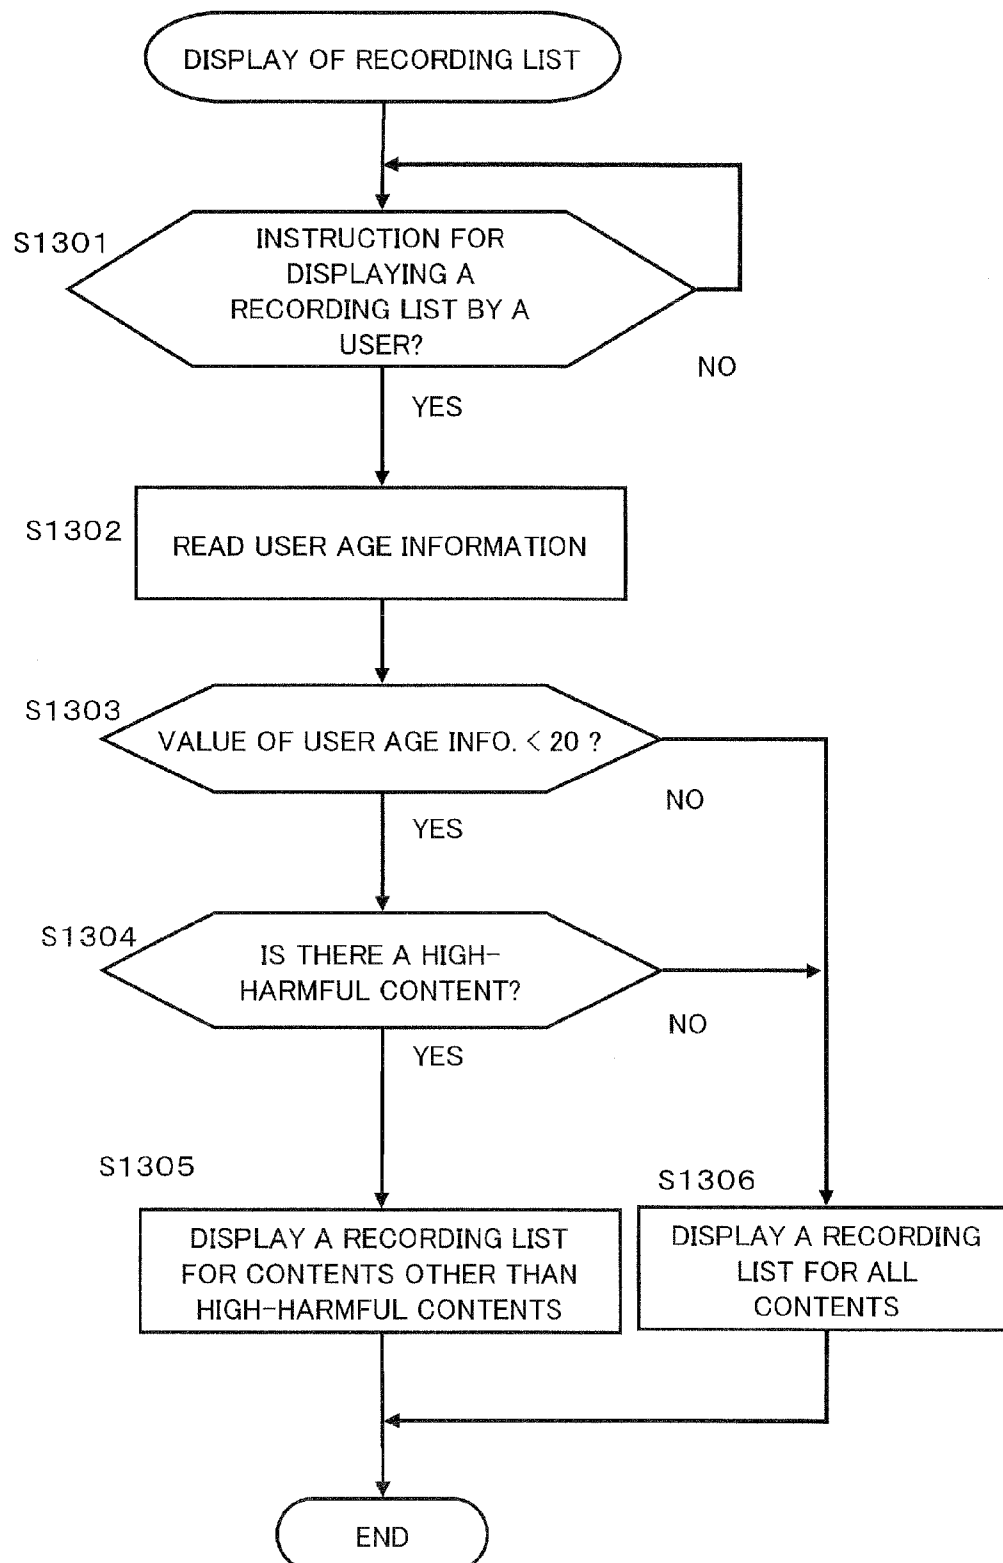 DISPLAY OF RECORDING LIST
S1301
INSTRUCTION FOR
DISPLAYING A
RECORDING LIST BY A
USER?
NO
YES
S1302
READ USER AGE INFORMATION
S1303
VALUE OF USER AGE INFO. < 20 ?
NO
YES
S1304
IS THERE A HIGH-
HARMFUL CONTENT?
NO
YES
S1305
DISPLAY A RECORDING LIST
FOR CONTENTS OTHER THAN
HIGH-HARMFUL CONTENTS
S1306
DISPLAY A RECORDING
LIST FOR ALL
CONTENTS
END